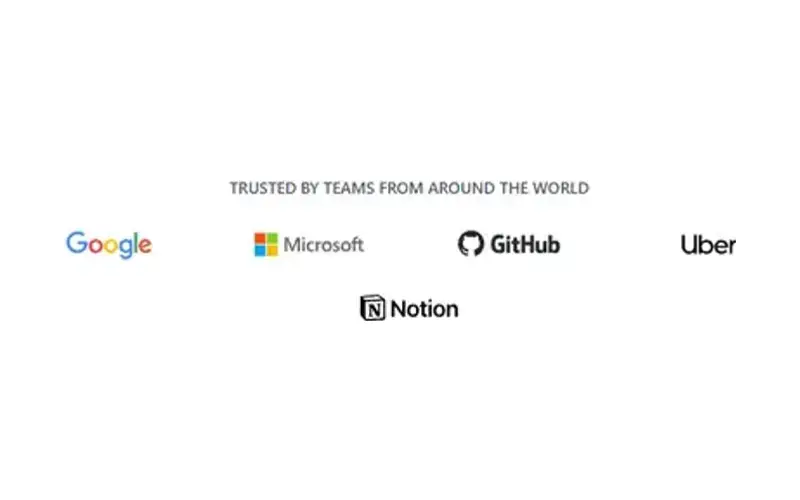 TRUSTED BY TEAMS FROM AROUND THE WORLD
Google Microsoft GitHub Uber
N Notion